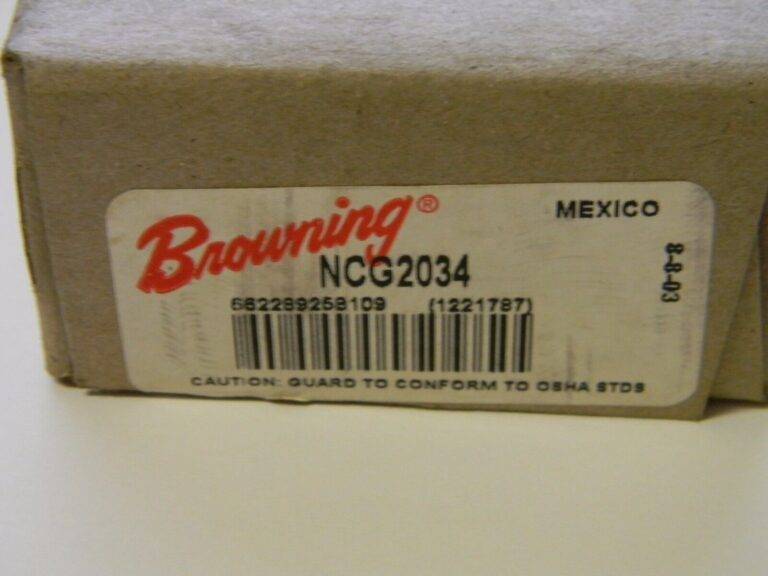 Browning®
MEXICO
NCG2034
8-8-03
662289258109 (1221787)
CAUTION: GUARD TO CONFORM TO OSHA STDS